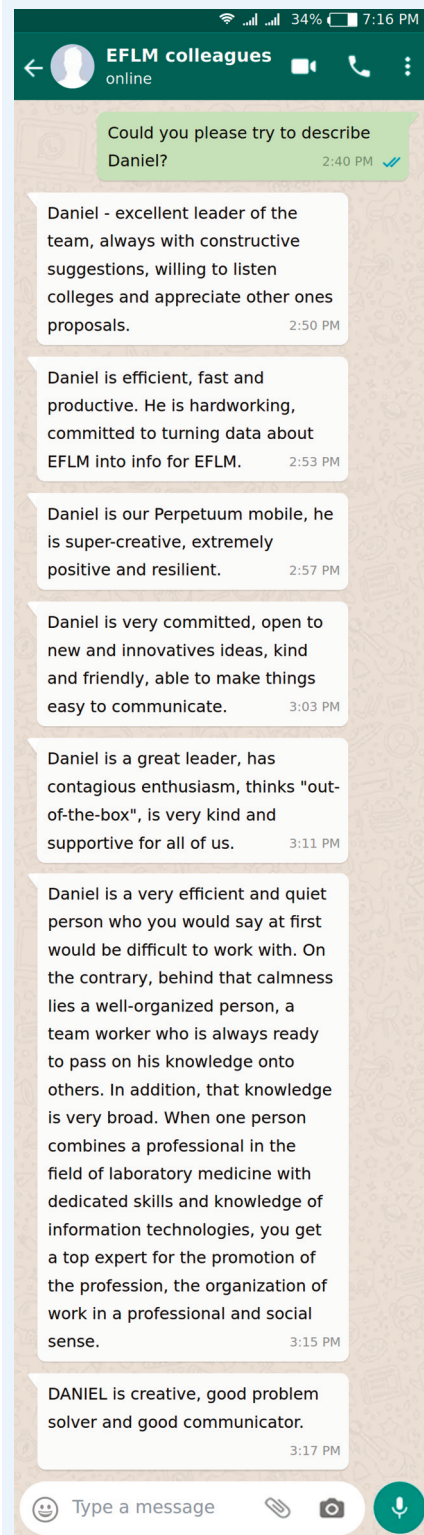 34% 7:16 PM
EFLM colleagues
online
Could you please try to describe
Daniel? 2:40 PM
Daniel - excellent leader of the
team, always with constructive
suggestions, willing to listen
colleges and appreciate other ones
proposals. 2:50 PM
Daniel is efficient, fast and
productive. He is hardworking,
committed to turning data about
EFLM into info for EFLM. 2:53 PM
Daniel is our Perpetuum mobile, he
is super-creative, extremely
positive and resilient. 2:57 PM
Daniel is very committed, open to
new and innovatives ideas, kind
and friendly, able to make things
easy to communicate. 3:03 PM
Daniel is a great leader, has
contagious enthusiasm, thinks "out-
of-the-box", is very kind and
supportive for all of us. 3:11 PM
Daniel is a very efficient and quiet
person who you would say at first
would be difficult to work with. On
the contrary, behind that calmness
lies a well-organized person, a
team worker who is always ready
to pass on his knowledge onto
others. In addition, that knowledge
is very broad. When one person
combines a professional in the
field of laboratory medicine with
dedicated skills and knowledge of
information technologies, you get
a top expert for the promotion of
the profession, the organization of
work in a professional and social
sense. 3:15 PM
DANIEL is creative, good problem
solver and good communicator.
3:17 PM
Type a message